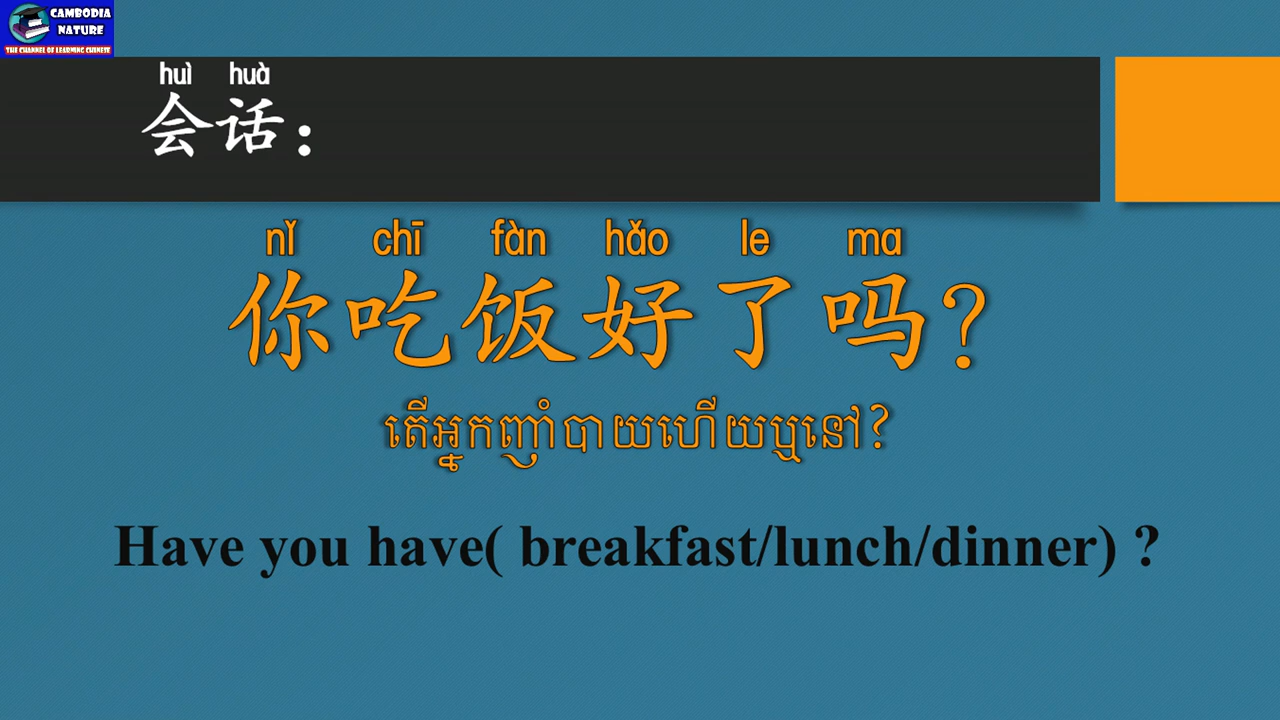 CAMBODIA
NATURE
THE CHANNEL OF LEARNING CHINESE
huì huà
会话：
nǐ chī fàn hǎo le ma
你吃饭好了吗？
តើអ្នកញ៉ាំបាយហើយឬនៅ?
Have you have( breakfast/lunch/dinner) ?